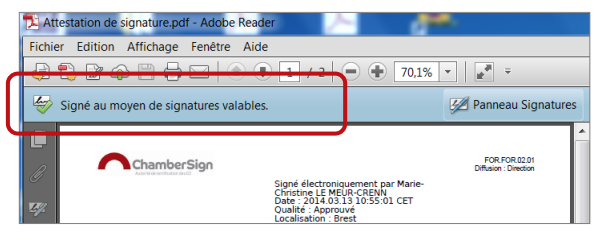 Attestation de signature.pdf - Adobe Reader
Fichier Edition Affichage Fenêtre Aide
1 / 2 70,1%
Signé au moyen de signatures valables. Panneau Signatures
ChamberSign
FOR.FOR.02.01
Diffusion : Direction
Signé électroniquement par Marie-
Christine LE MEUR-CRENN
Date : 2014.03.13 10:55:01 CET
Qualité : Approuvé
Localisation : Brest